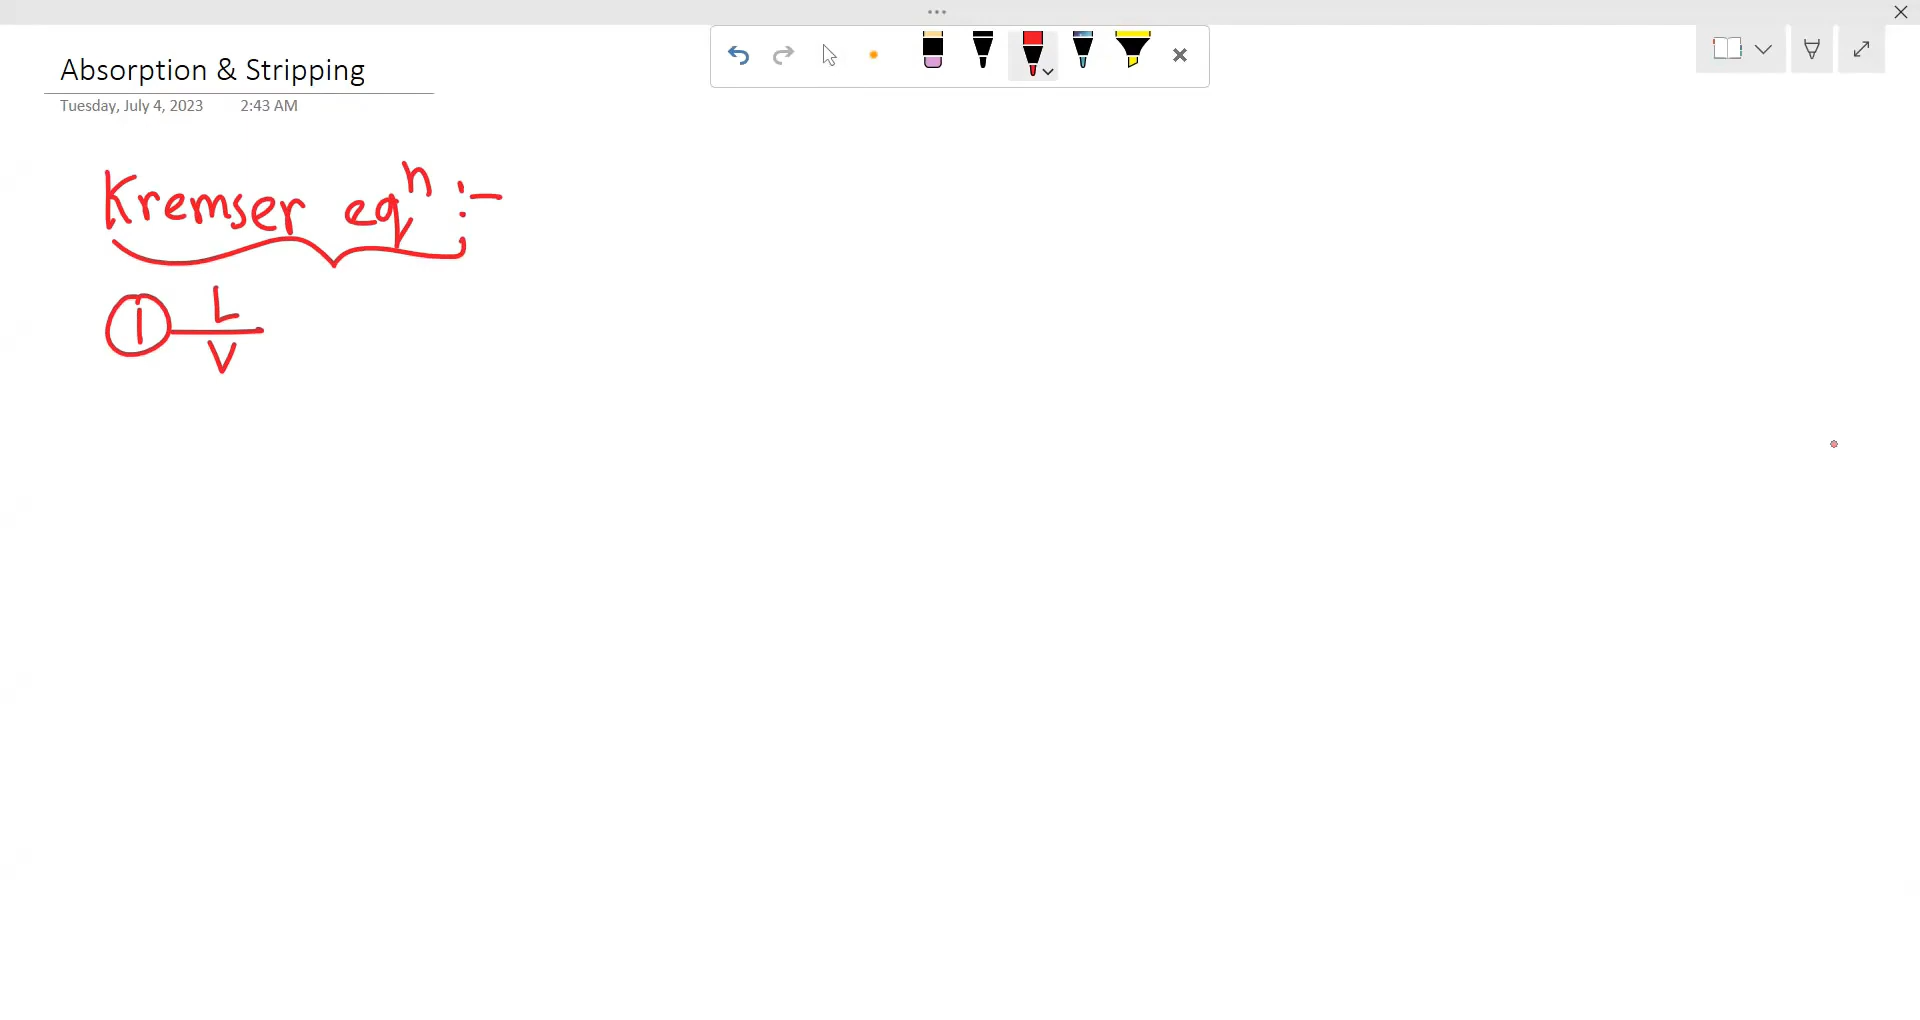 Absorption & Stripping
Tuesday, July 4, 2023 2:43 AM
Kremser eqⁿ :-
① L
V